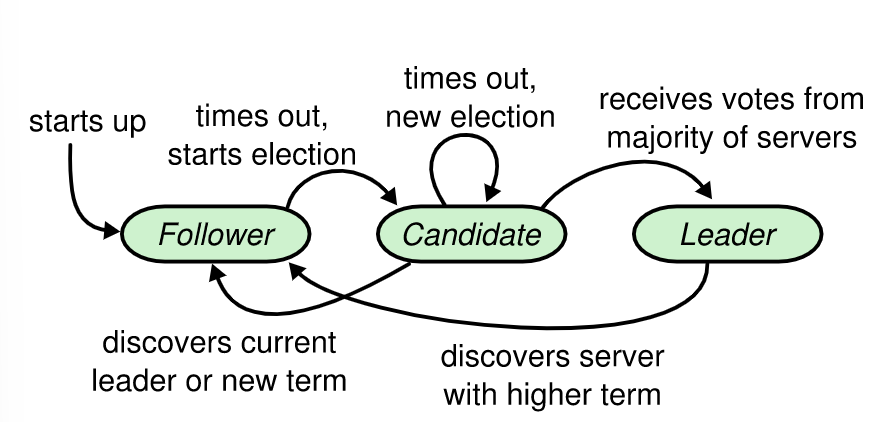 starts up
times out,
starts election
times out,
new election
receives votes from
majority of servers
Follower
Candidate
Leader
discovers current
leader or new term
discovers server
with higher term